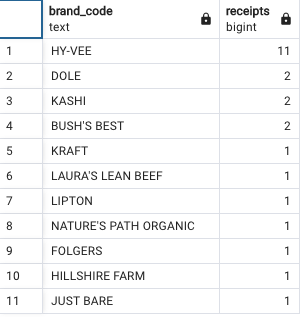 brand_code receipts
text bigint
1 HY-VEE 11
2 DOLE 2
3 KASHI 2
4 BUSH'S BEST 2
5 KRAFT 1
6 LAURA'S LEAN BEEF 1
7 LIPTON 1
8 NATURE'S PATH ORGANIC 1
9 FOLGERS 1
10 HILLSHIRE FARM 1
11 JUST BARE 1